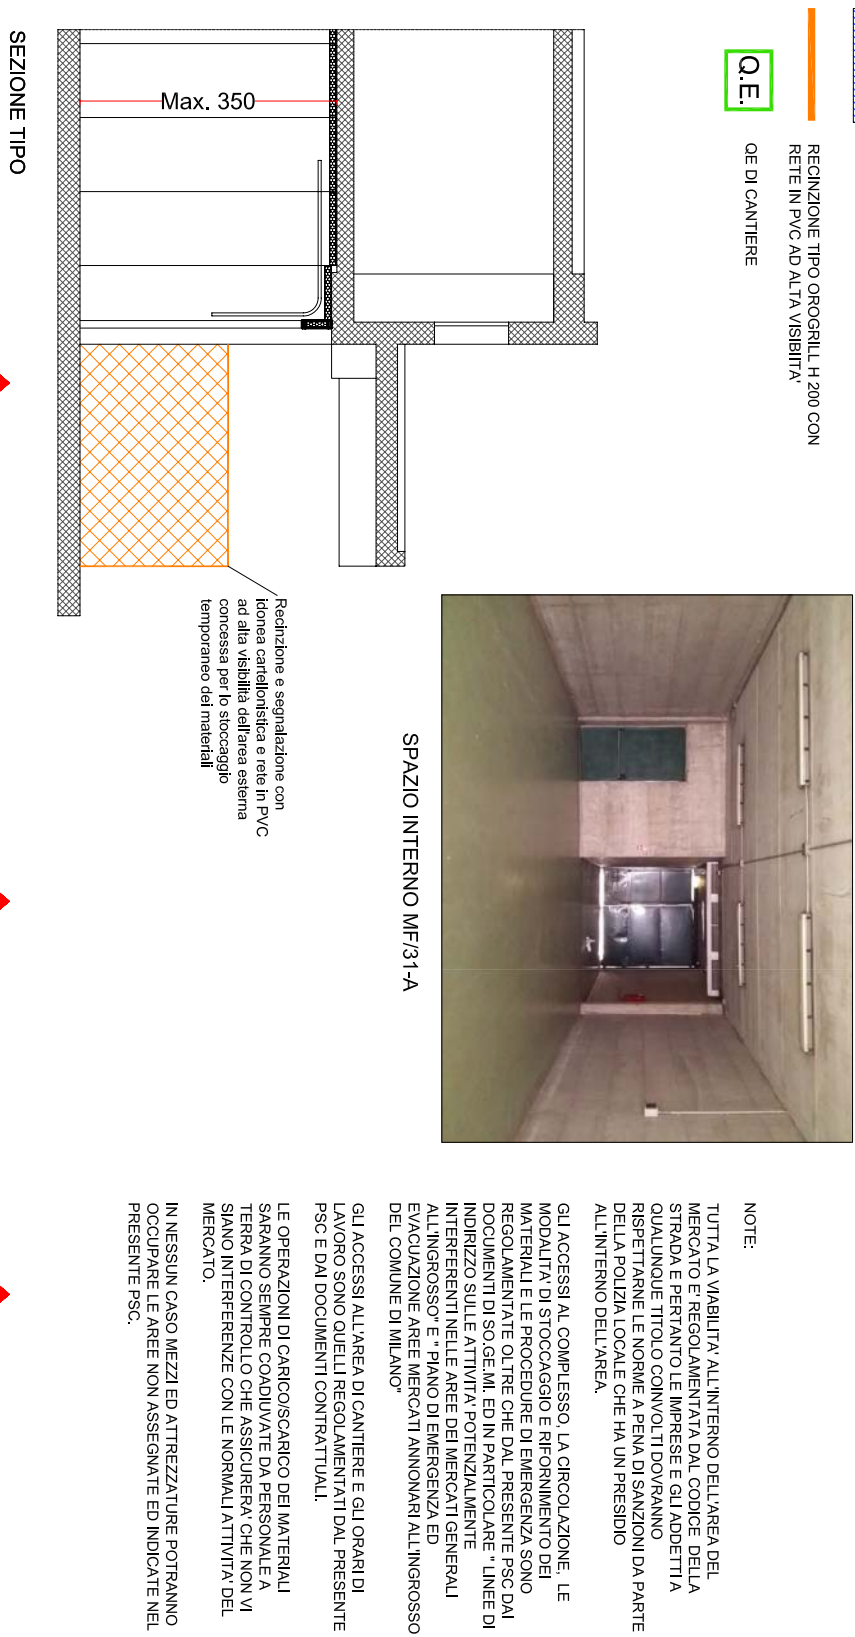 RECINZIONE TIPO OROGRILL H 200 CON
RETE IN PVC AD ALTA VISIBIITA'
Q.E.
QE DI CANTIERE
Max. 350
SEZIONE TIPO
Recinzione e segnalazione con
idonea cartellonistica e rete in PVC
ad alta visibilità dell'area esterna
concessa per lo stoccaggio
temporaneo dei materiali
SPAZIO INTERNO MF/31-A
NOTE:
TUTTA LA VIABILITA' ALL'INTERNO DELL'AREA DEL
MERCATO E' REGOLAMENTATA DAL CODICE DELLA
STRADA E PERTANTO LE IMPRESE E GLI ADDETTI A
QUALUNQUE TITOLO COINVOLTI DOVRANNO
RISPETTARNE LE NORME A PENA DI SANZIONI DA PARTE
DELLA POLIZIA LOCALE CHE HA UN PRESIDIO
ALL'INTERNO DELL'AREA.
GLI ACCESSI AL COMPLESSO, LA CIRCOLAZIONE, LE
MODALITA' DI STOCCAGGIO E RIFORNIMENTO DEI
MATERIALI E LE PROCEDURE DI EMERGENZA SONO
REGOLAMENTATE OLTRE CHE DAL PRESENTE PSC DAI
DOCUMENTI DI SO.GE.MI. ED IN PARTICOLARE " LINEE DI
INDIRIZZO SULLE ATTIVITA' POTENZIALMENTE
INTERFERENTI NELLE AREE DEI MERCATI GENERALI
ALL'INGROSSO" E " PIANO DI EMERGENZA ED
EVACUAZIONE AREE MERCATI ANNONARI ALL'INGROSSO
DEL COMUNE DI MILANO"
GLI ACCESSI ALL'AREA DI CANTIERE E GLI ORARI DI
LAVORO SONO QUELLI REGOLAMENTATI DAL PRESENTE
PSC E DAI DOCUMENTI CONTRATTUALI.
LE OPERAZIONI DI CARICO/SCARICO DEI MATERIALI
SARANNO SEMPRE COADIUVATE DA PERSONALE A
TERRA DI CONTROLLO CHE ASSICURERA' CHE NON VI
SIANO INTERFERENZE CON LE NORMALI ATTIVITA' DEL
MERCATO.
IN NESSUN CASO MEZZI ED ATTREZZATURE POTRANNO
OCCUPARE LE AREE NON ASSEGNATE ED INDICATE NEL
PRESENTE PSC.